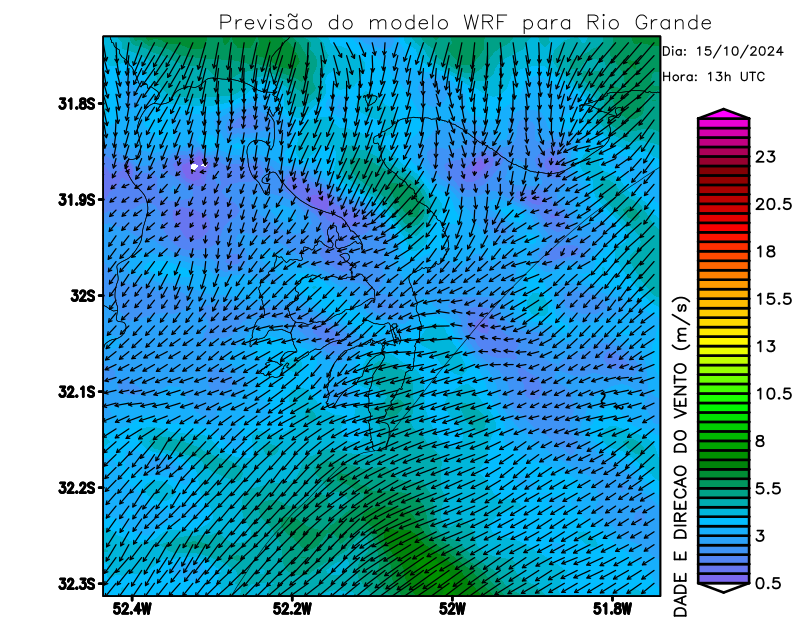 Previsão do modelo WRF para Rio Grande
Dia: 15/10/2024
Hora: 13h UTC
31.8S
31.9S
32S
32.1S
32.2S
32.3S
52.4W
52.2W
52W
51.8W
DADE E DIRECAO DO VENTO (m/s)
23
20.5
18
15.5
13
10.5
8
5.5
3
0.5